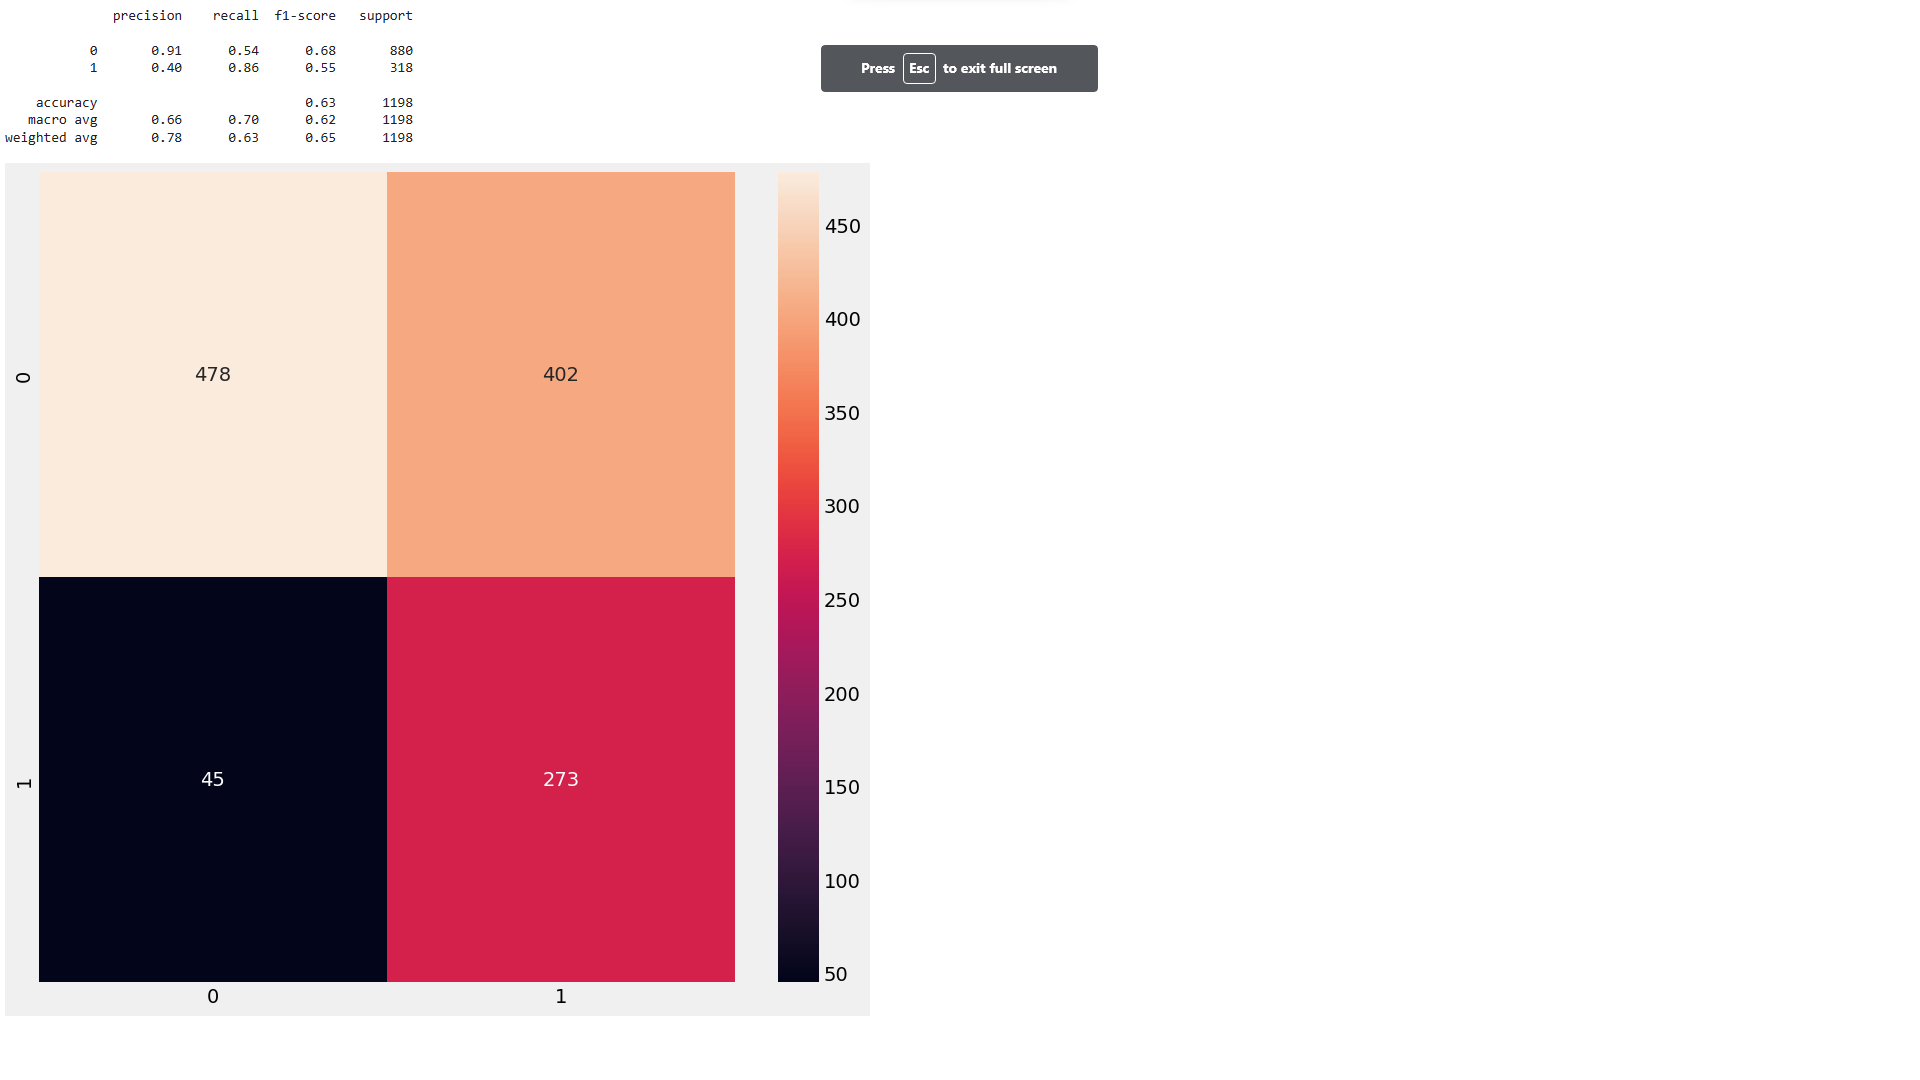 precision recall f1-score support
0 0.91 0.54 0.68 880
1 0.40 0.86 0.55 318
accuracy 0.63 1198
macro avg 0.66 0.70 0.62 1198
weighted avg 0.78 0.63 0.65 1198
Press Esc to exit full screen
0
478 402
1
45 273
0 1
450
400
350
300
250
200
150
100
50